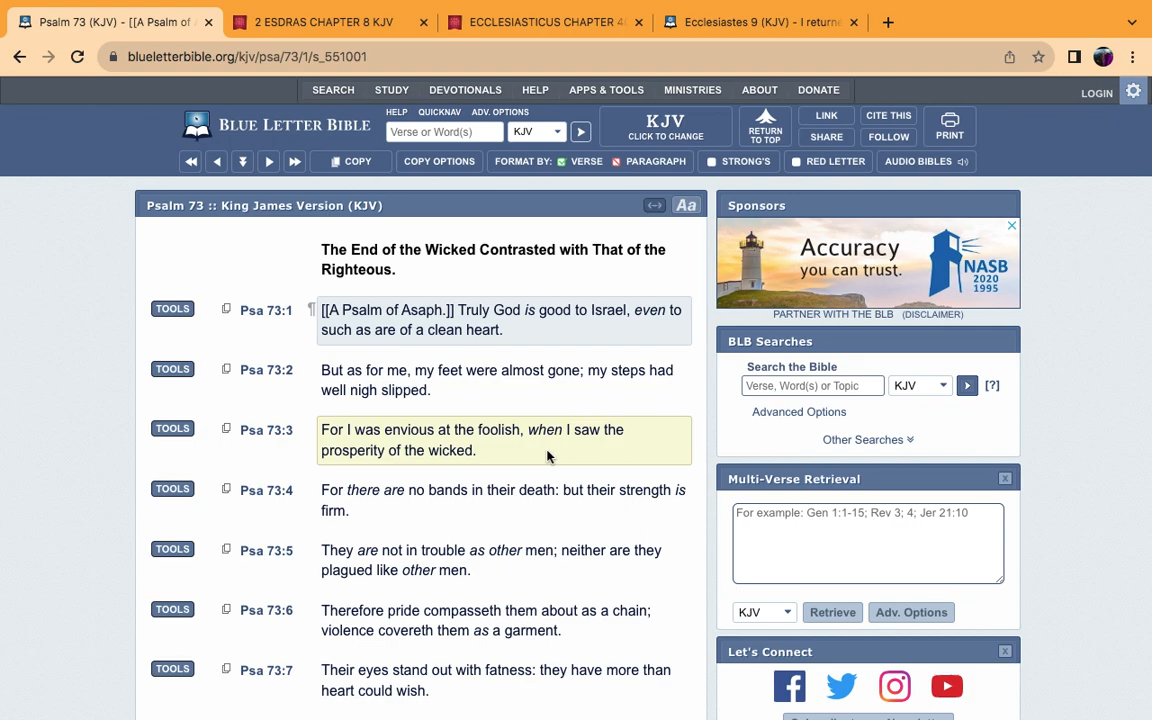 Psalm 73 (KJV) - [[A Psalm of
2 ESDRAS CHAPTER 8 KJV
ECCLESIASTICUS CHAPTER 4
Ecclesiastes 9 (KJV) - I return
blueletterbible.org/kjv/psa/73/1/s_551001
SEARCH STUDY DEVOTIONALS HELP APPS & TOOLS MINISTRIES ABOUT DONATE
LOGIN
BLUE LETTER BIBLE
HELP QUICKNAV ADV. OPTIONS
Verse or Word(s) KJV
KJV
CLICK TO CHANGE
RETURN
TO TOP
LINK CITE THIS
SHARE FOLLOW
PRINT
COPY COPY OPTIONS FORMAT BY: VERSE PARAGRAPH STRONG'S RED LETTER AUDIO BIBLES
Psalm 73 :: King James Version (KJV)
Aa
The End of the Wicked Contrasted with That of the
Righteous.
TOOLS Psa 73:1 ¶ [[A Psalm of Asaph.]] Truly God is good to Israel, even to
such as are of a clean heart.
TOOLS Psa 73:2 But as for me, my feet were almost gone; my steps had
well nigh slipped.
TOOLS Psa 73:3 For I was envious at the foolish, when I saw the
prosperity of the wicked.
TOOLS Psa 73:4 For there are no bands in their death: but their strength is
firm.
TOOLS Psa 73:5 They are not in trouble as other men; neither are they
plagued like other men.
TOOLS Psa 73:6 Therefore pride compasseth them about as a chain;
violence covereth them as a garment.
TOOLS Psa 73:7 Their eyes stand out with fatness: they have more than
heart could wish.
Sponsors
Accuracy
you can trust.
NASB
2020
1995
PARTNER WITH THE BLB (DISCLAIMER)
BLB Searches
Search the Bible
Verse, Word(s) or Topic KJV [?]
Advanced Options
Other Searches
Multi-Verse Retrieval
For example: Gen 1:1-15; Rev 3; 4; Jer 21:10
KJV Retrieve Adv. Options
Let's Connect